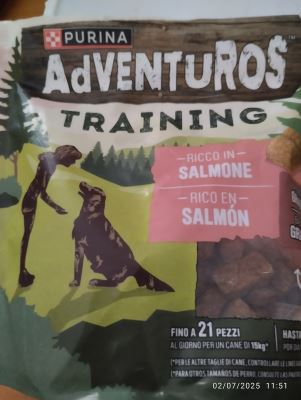 PURINA
AdVENTUROS™
TRAINING
RICCO IN
SALMONE
RICO EN
SALMÓN
FINO A 21 PEZZI
AL GIORNO PER UN CANE DI 15kg*
HASTA
(*PER LE ALTRE TAGLIE DI CANE, CONTROLLARE LE LINEE
(*PARA OTROS TAMAÑOS DE PERRO, CONSULTE LAS
02/07/2025 11:51